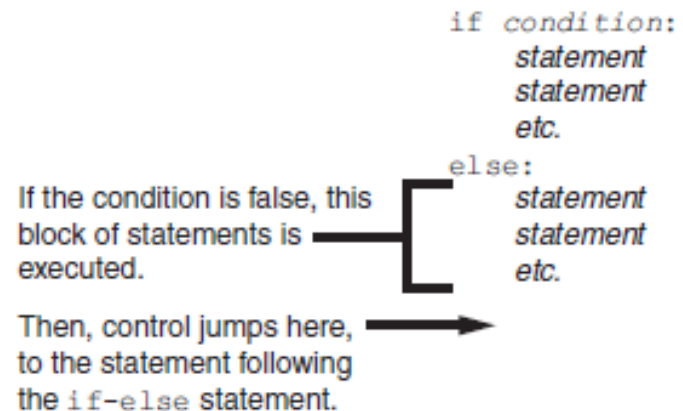 if condition:
statement
statement
etc.
else:
statement
statement
etc.
If the condition is false, this
block of statements is
executed.
Then, control jumps here,
to the statement following
the if-else statement.